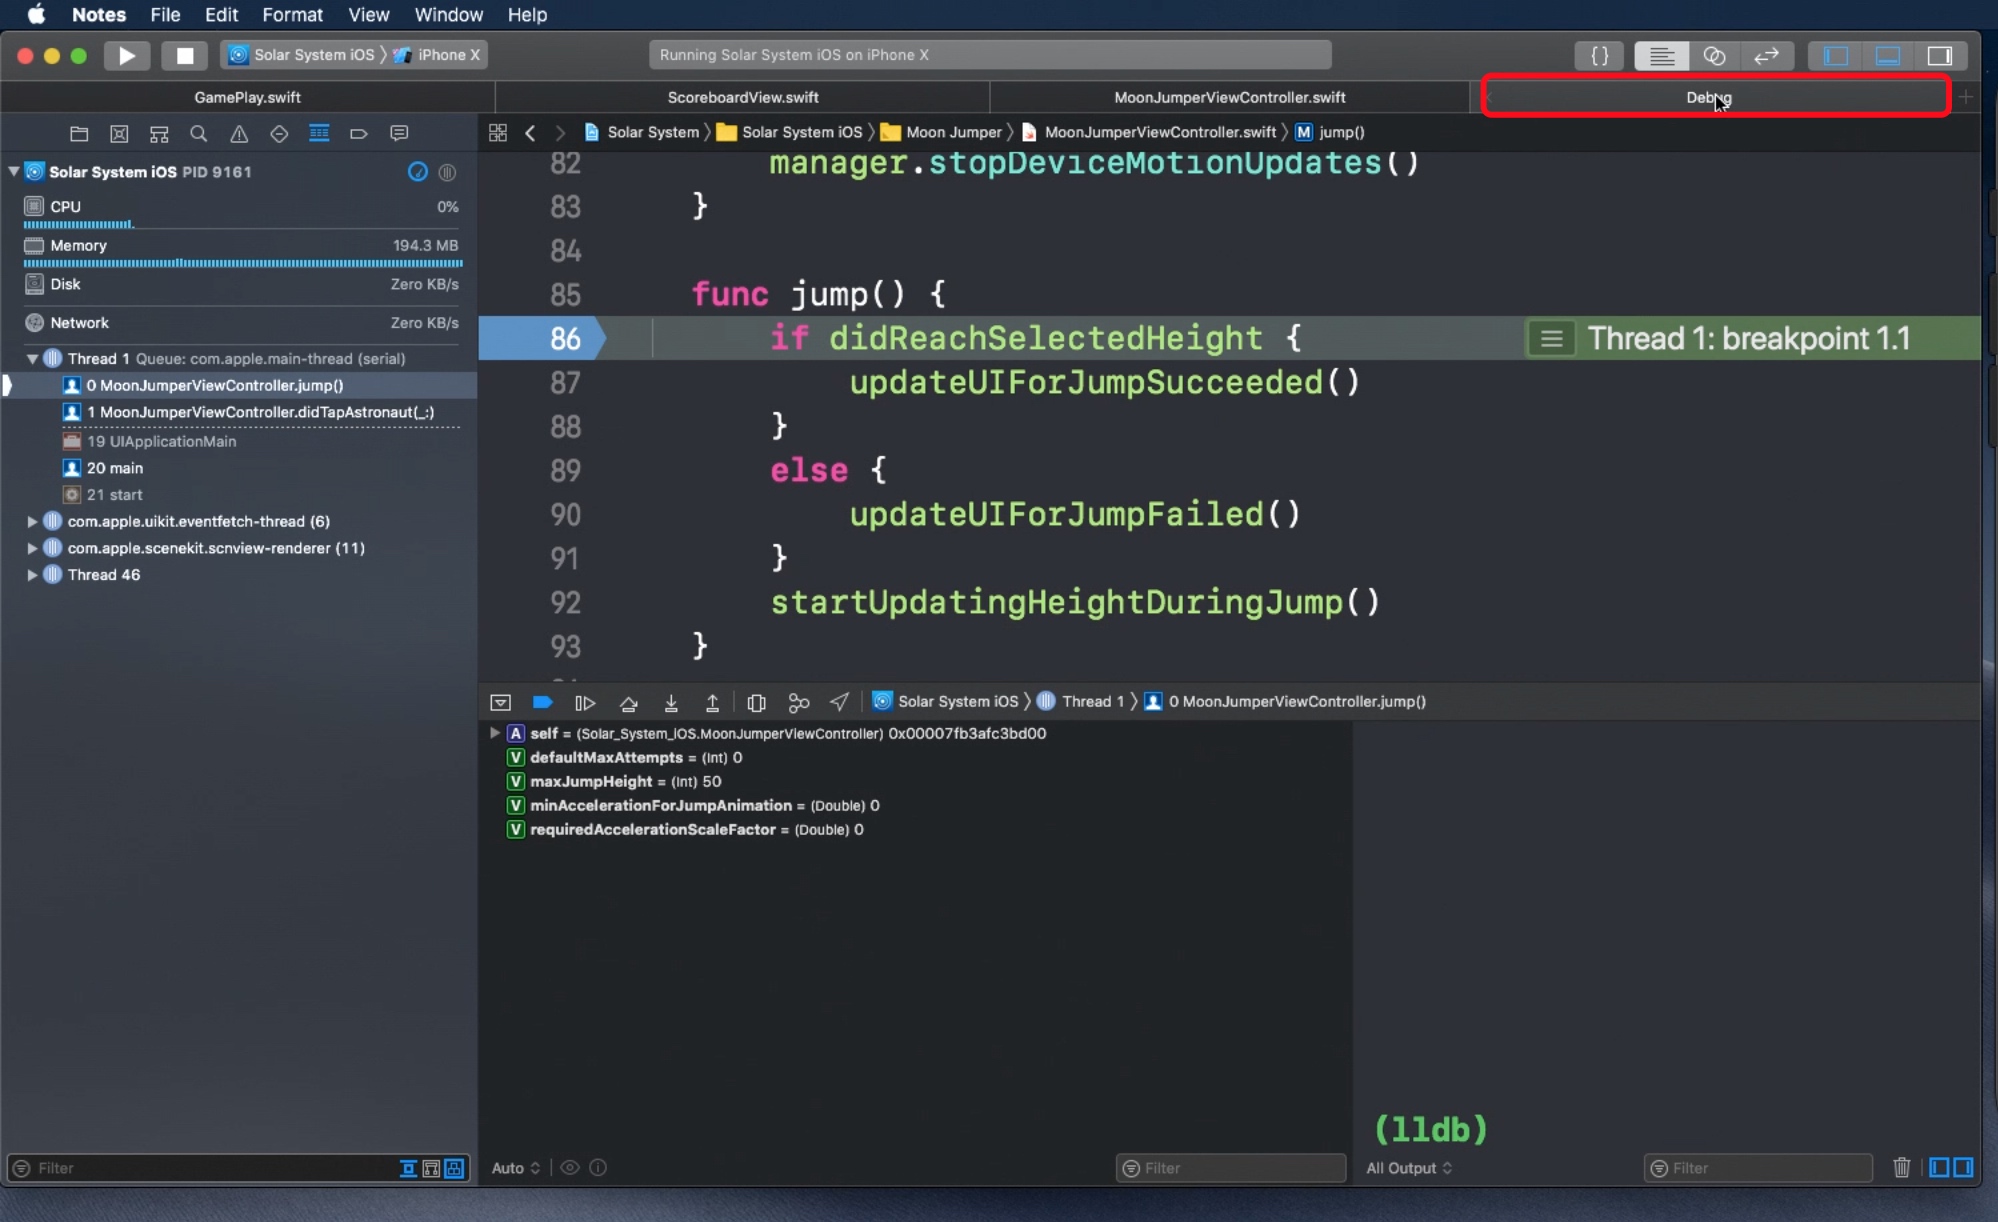 Notes File Edit Format View Window Help
Solar System iOS 〉 iPhone X
Running Solar System iOS on iPhone X
{}
GamePlay.swift
ScoreboardView.swift
MoonJumperViewController.swift
Debug
Solar System 〉 Solar System iOS 〉 Moon Jumper 〉 MoonJumperViewController.swift 〉 M jump()
Solar System iOS PID 9161
CPU 0%
Memory 194.3 MB
Disk Zero KB/s
Network Zero KB/s
Thread 1 Queue: com.apple.main-thread (serial)
0 MoonJumperViewController.jump()
1 MoonJumperViewController.didTapAstronaut(_:)
19 UIApplicationMain
20 main
21 start
com.apple.uikit.eventfetch-thread (6)
com.apple.scenekit.scnview-renderer (11)
Thread 46
Filter
82 manager.stopDeviceMotionUpdates()
83 }
84
85 func jump() {
86 if didReachSelectedHeight {
Thread 1: breakpoint 1.1
87 updateUIForJumpSucceeded()
88 }
89 else {
90 updateUIForJumpFailed()
91 }
92 startUpdatingHeightDuringJump()
93 }
Solar System iOS 〉 Thread 1 〉 0 MoonJumperViewController.jump()
A self = (Solar_System_iOS.MoonJumperViewController) 0x00007fb3afc3bd00
V defaultMaxAttempts = (Int) 0
V maxJumpHeight = (Int) 50
V minAccelerationForJumpAnimation = (Double) 0
V requiredAccelerationScaleFactor = (Double) 0
(lldb)
Auto
Filter
All Output
Filter